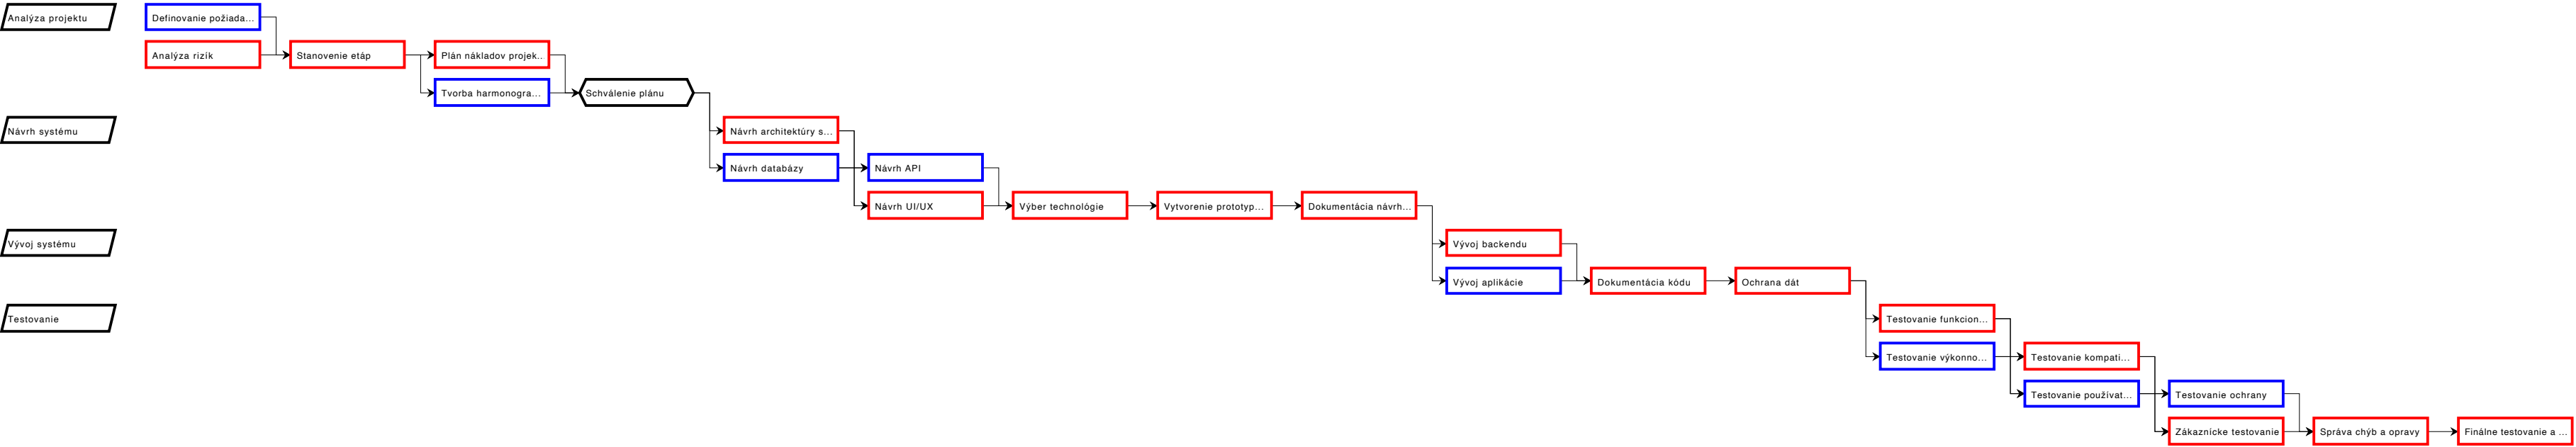 Analýza projektu
Definovanie požiada...
Analýza rizík
Stanovenie etáp
Plán nákladov projek...
Tvorba harmonogra...
Schválenie plánu
Návrh systému
Návrh architektúry s...
Návrh databázy
Návrh API
Návrh UI/UX
Výber technológie
Vytvorenie prototyp...
Dokumentácia návrh...
Vývoj systému
Vývoj backendu
Vývoj aplikácie
Dokumentácia kódu
Ochrana dát
Testovanie
Testovanie funkcion...
Testovanie výkonno...
Testovanie kompati...
Testovanie používat...
Testovanie ochrany
Zákaznícke testovanie
Správa chýb a opravy
Finálne testovanie a ...